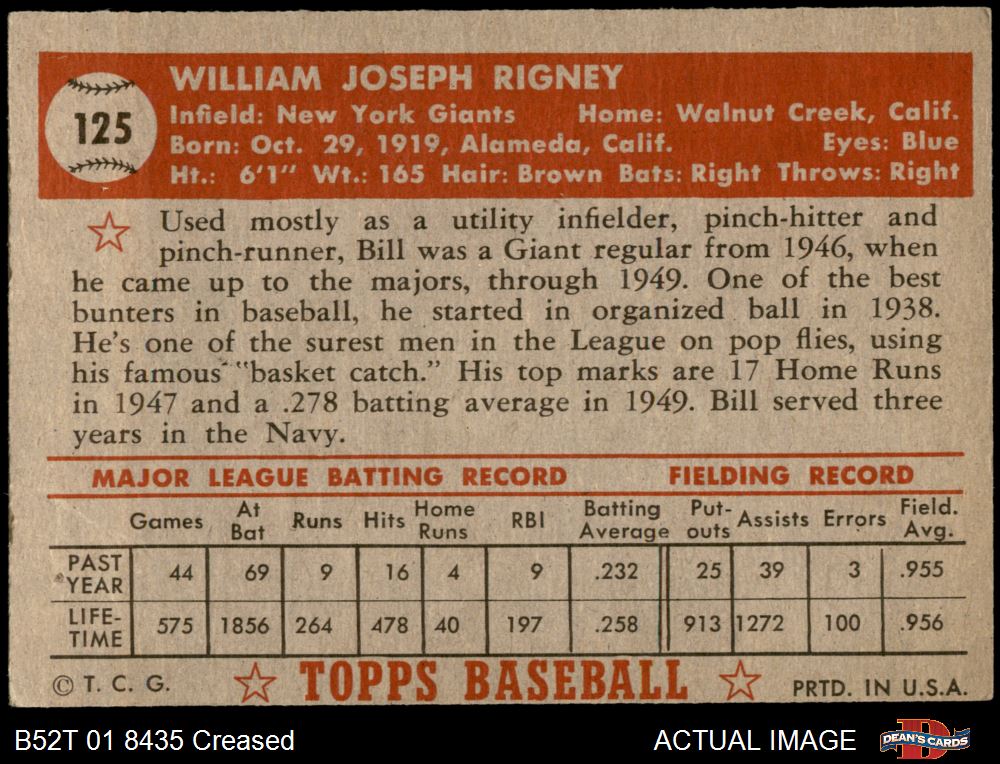 125
WILLIAM JOSEPH RIGNEY
Infield: New York Giants Home: Walnut Creek, Calif.
Born: Oct. 29, 1919, Alameda, Calif. Eyes: Blue
Ht.: 6'1" Wt.: 165 Hair: Brown Bats: Right Throws: Right
Used mostly as a utility infielder, pinch-hitter and
pinch-runner, Bill was a Giant regular from 1946, when
he came up to the majors, through 1949. One of the best
bunters in baseball, he started in organized ball in 1938.
He's one of the surest men in the League on pop flies, using
his famous "basket catch." His top marks are 17 Home Runs
in 1947 and a .278 batting average in 1949. Bill served three
years in the Navy.
MAJOR LEAGUE BATTING RECORD FIELDING RECORD
Games At Bat Runs Hits Home Runs RBI Batting Average Put-outs Assists Errors Field. Avg.
PAST YEAR 44 69 9 16 4 9 .232 25 39 3 .955
LIFE-TIME 575 1856 264 478 40 197 .258 913 1272 100 .956
© T. C. G. TOPPS BASEBALL PRTD. IN U.S.A.
B52T 01 8435 Creased ACTUAL IMAGE D DEAN'S CARDS